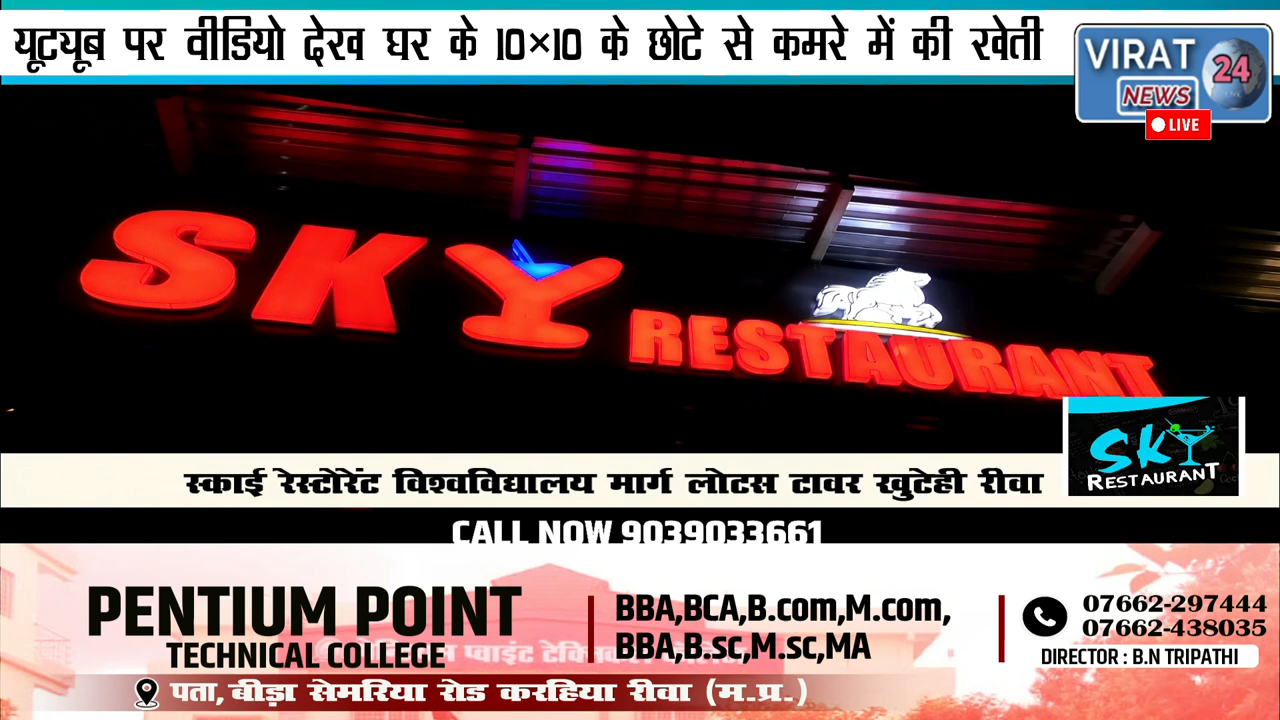 यूट्यूब पर वीडियो देख घर के 10×10 के छोटे से कमरे में की खेती
VIRAT
NEWS
24
LIVE
SKY RESTAURANT
SKY
RESTAURANT
स्काई रेस्टोरेंट विश्वविद्यालय मार्ग लोटस टावर खुटेही रीवा
CALL NOW 9039033661
PENTIUM POINT
TECHNICAL COLLEGE
BBA,BCA,B.com,M.com,
BBA,B.sc,M.sc,MA
07662-297444
07662-438035
DIRECTOR : B.N TRIPATHI
पता, बीड़ा सेमरिया रोड करहिया रीवा (म.प्र.)